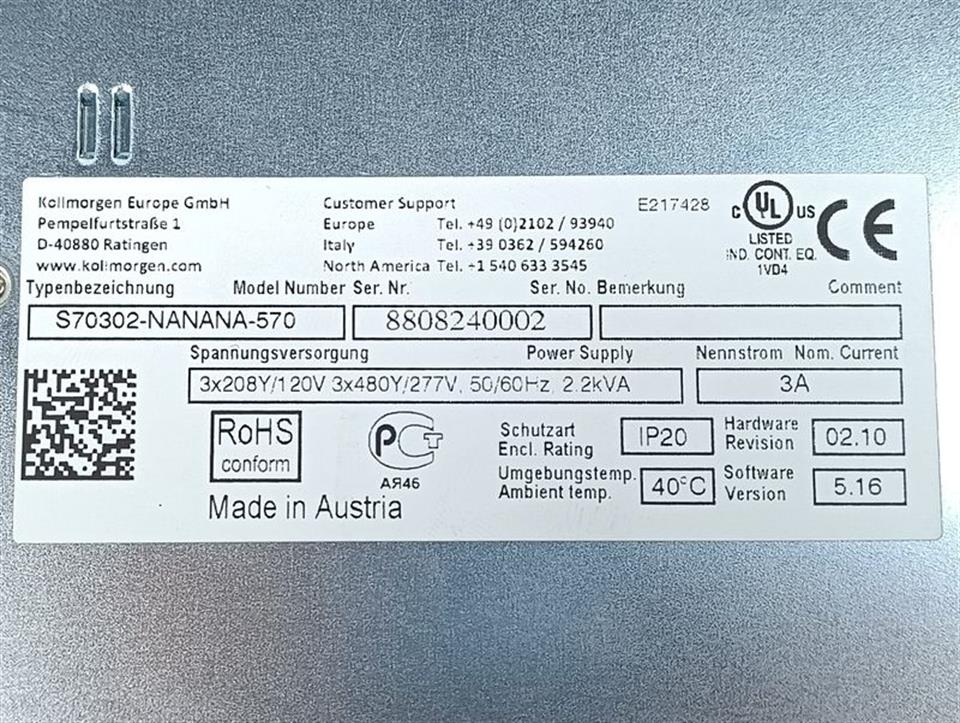 Kollmorgen Europe GmbH
Pempelfurtstraße 1
D-40880 Ratingen
www.kollmorgen.com
Customer Support
Europe Tel. +49 (0)2102 / 93940
Italy Tel. +39 0362 / 594260
North America Tel. +1 540 633 3545
E217428
C UL US
LISTED
IND. CONT. EQ.
1VD4
CE
Typenbezeichnung Model Number Ser. Nr. Ser. No. Bemerkung Comment
S70302-NANANA-570 8808240002
Spannungsversorgung Power Supply Nennstrom Nom. Current
3x208Y/120V 3x480Y/277V, 50/60Hz, 2.2kVA 3A
RoHS
conform
РСТ
АЯ46
Made in Austria
Schutzart
Encl. Rating
IP20
Hardware
Revision
02.10
Umgebungstemp.
Ambient temp.
40°C
Software
Version
5.16